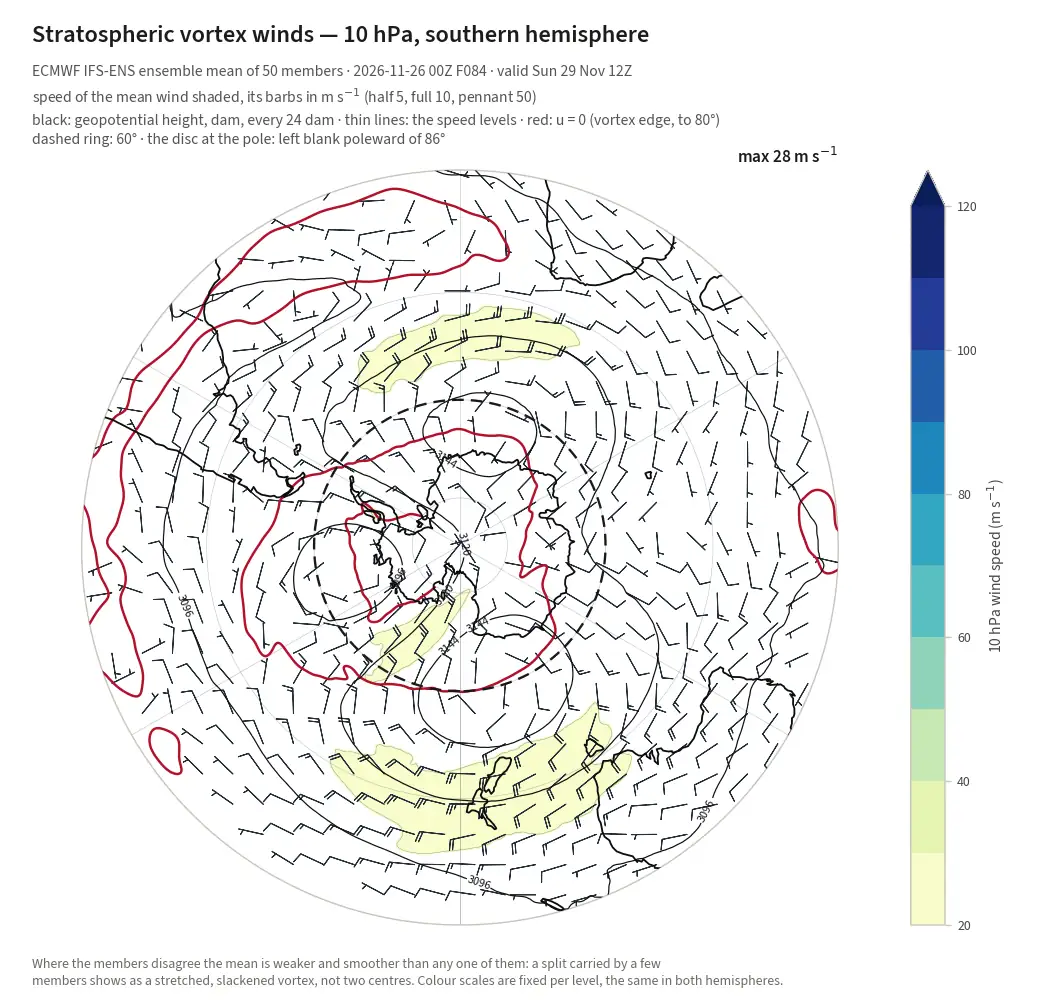 Stratospheric vortex winds — 10 hPa, southern hemisphere
ECMWF IFS-ENS ensemble mean of 50 members · 2026-11-26 00Z F084 · valid Sun 29 Nov 12Z
speed of the mean wind shaded, its barbs in m s⁻¹ (half 5, full 10, pennant 50)
black: geopotential height, dam, every 24 dam · thin lines: the speed levels · red: u = 0 (vortex edge, to 80°)
dashed ring: 60° · the disc at the pole: left blank poleward of 86°
max 28 m s⁻¹
120
100
80
60
40
20
10 hPa wind speed (m s⁻¹)
3144
3120
3096
3144
3144
3096
3096
3096
Where the members disagree the mean is weaker and smoother than any one of them: a split carried by a few
members shows as a stretched, slackened vortex, not two centres. Colour scales are fixed per level, the same in both hemispheres.